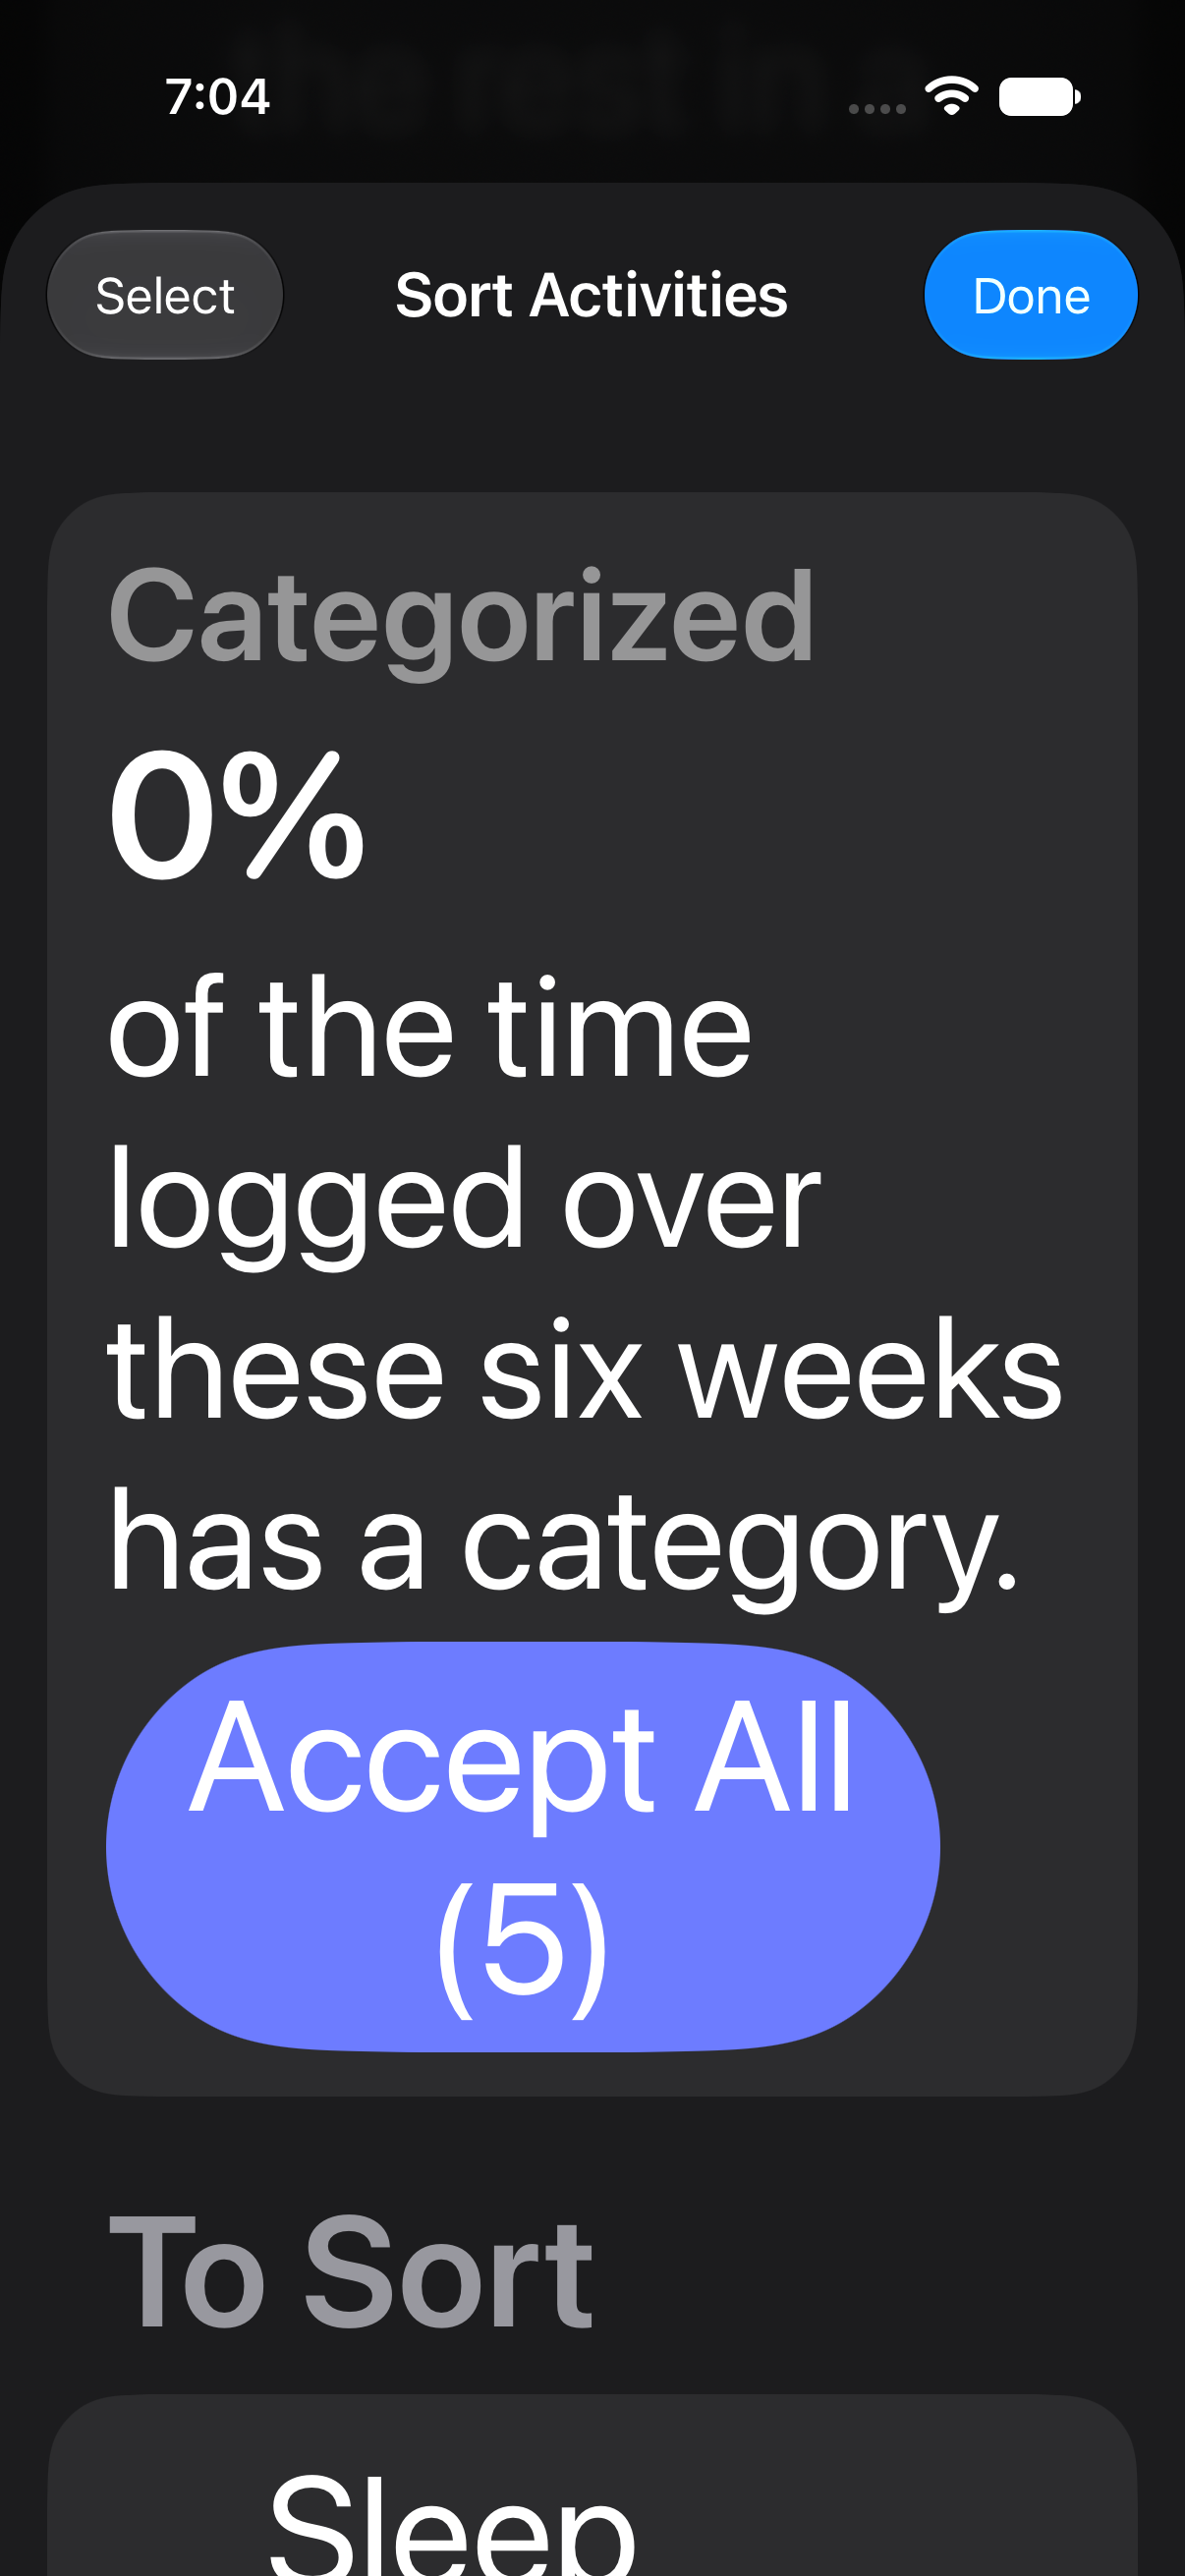 7:04
Select
Sort Activities
Done
Categorized
0%
of the time
logged over
these six weeks
has a category.
Accept All
(5)
To Sort
Sleep